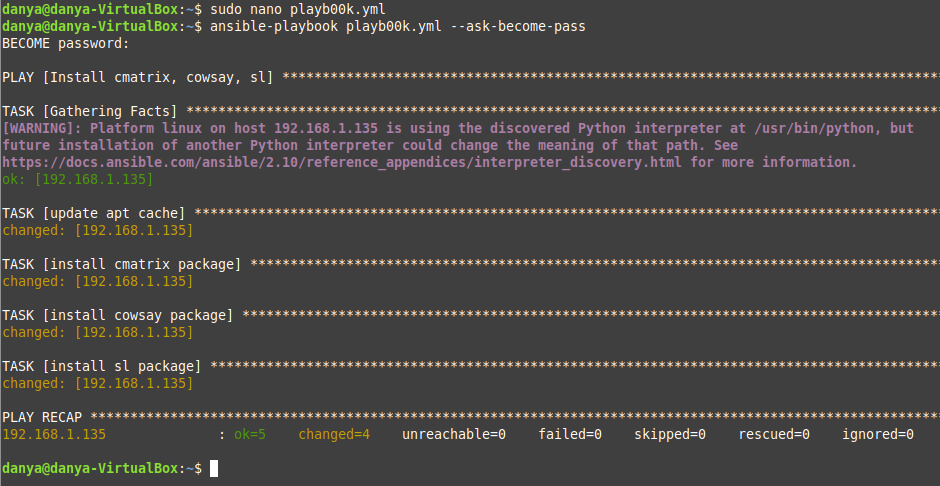 danya@danya-VirtualBox:~$ sudo nano playb00k.yml
danya@danya-VirtualBox:~$ ansible-playbook playb00k.yml --ask-become-pass
BECOME password:
PLAY [Install cmatrix, cowsay, sl] ***********************************************************************************
TASK [Gathering Facts] ***********************************************************************************************
[WARNING]: Platform linux on host 192.168.1.135 is using the discovered Python interpreter at /usr/bin/python, but
future installation of another Python interpreter could change the meaning of that path. See
https://docs.ansible.com/ansible/2.10/reference_appendices/interpreter_discovery.html for more information.
ok: [192.168.1.135]
TASK [update apt cache] **********************************************************************************************
changed: [192.168.1.135]
TASK [install cmatrix package] ***************************************************************************************
changed: [192.168.1.135]
TASK [install cowsay package] ****************************************************************************************
changed: [192.168.1.135]
TASK [install sl package] ********************************************************************************************
changed: [192.168.1.135]
PLAY RECAP ***********************************************************************************************************
192.168.1.135              : ok=5    changed=4    unreachable=0    failed=0    skipped=0    rescued=0    ignored=0
danya@danya-VirtualBox:~$